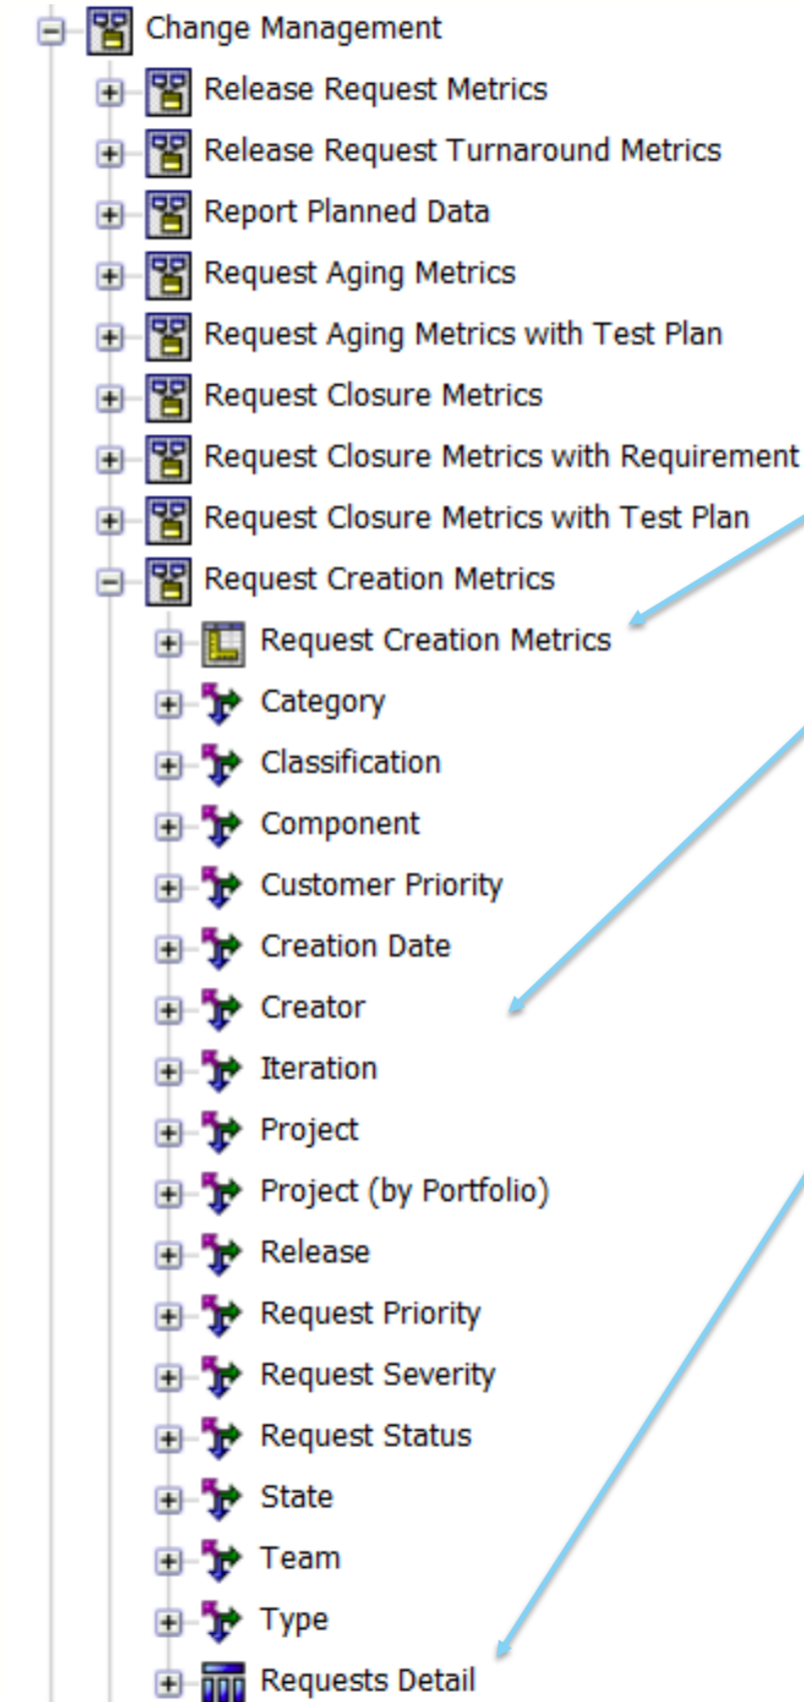 Change Management
Release Request Metrics
Release Request Turnaround Metrics
Report Planned Data
Request Aging Metrics
Request Aging Metrics with Test Plan
Request Closure Metrics
Request Closure Metrics with Requirement
Request Closure Metrics with Test Plan
Request Creation Metrics
Request Creation Metrics
Category
Classification
Component
Customer Priority
Creation Date
Creator
Iteration
Project
Project (by Portfolio)
Release
Request Priority
Request Severity
Request Status
State
Team
Type
Requests Detail